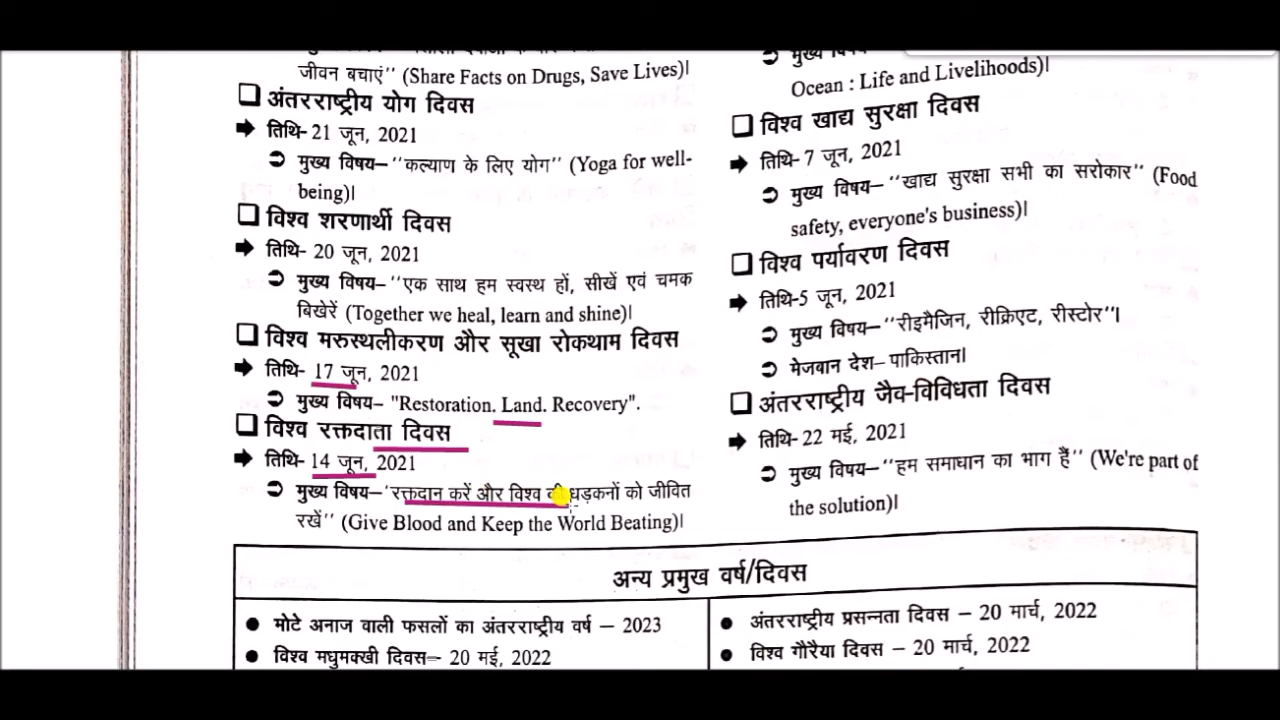 जीवन बचाएं" (Share Facts on Drugs, Save Lives)।
❑ अंतरराष्ट्रीय योग दिवस
➡ तिथि- 21 जून, 2021
➲ मुख्य विषय– "कल्याण के लिए योग" (Yoga for well-
being)।
❑ विश्व शरणार्थी दिवस
➡ तिथि- 20 जून, 2021
➲ मुख्य विषय–"एक साथ हम स्वस्थ हों, सीखें एवं चमक
बिखेरें (Together we heal, learn and shine)।
❑ विश्व मरुस्थलीकरण और सूखा रोकथाम दिवस
➡ तिथि- 17 जून, 2021
➲ मुख्य विषय– "Restoration. Land. Recovery".
❑ विश्व रक्तदाता दिवस
➡ तिथि- 14 जून, 2021
➲ मुख्य विषय–'रक्तदान करें और विश्व की धड़कनों को जीवित
रखें" (Give Blood and Keep the World Beating)।
➲ मुख्य विषय
Ocean : Life and Livelihoods)।
❑ विश्व खाद्य सुरक्षा दिवस
➡ तिथि- 7 जून, 2021
➲ मुख्य विषय– "खाद्य सुरक्षा सभी का सरोकार" (Food
safety, everyone's business)।
❑ विश्व पर्यावरण दिवस
➡ तिथि-5 जून, 2021
➲ मुख्य विषय–"रीइमैजिन, रीक्रिएट, रीस्टोर"।
➲ मेजबान देश– पाकिस्तान।
❑ अंतरराष्ट्रीय जैव-विविधता दिवस
➡ तिथि-22 मई, 2021
➲ मुख्य विषय–"हम समाधान का भाग हैं" (We're part of
the solution)।
अन्य प्रमुख वर्ष/दिवस
● मोटे अनाज वाली फसलों का अंतरराष्ट्रीय वर्ष – 2023
● विश्व मधुमक्खी दिवस– 20 मई, 2022
● अंतरराष्ट्रीय प्रसन्नता दिवस – 20 मार्च, 2022
● विश्व गौरैया दिवस – 20 मार्च, 2022